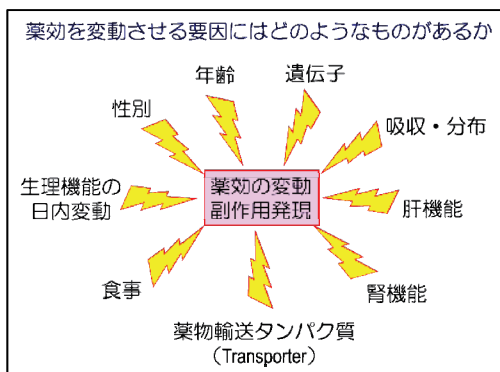 薬効を変動させる要因にはどのようなものがあるか
年齢
遺伝子
性別
吸収・分布
生理機能の
日内変動
薬効の変動
副作用発現
肝機能
食事
腎機能
薬物輸送タンパク質
（Transporter）